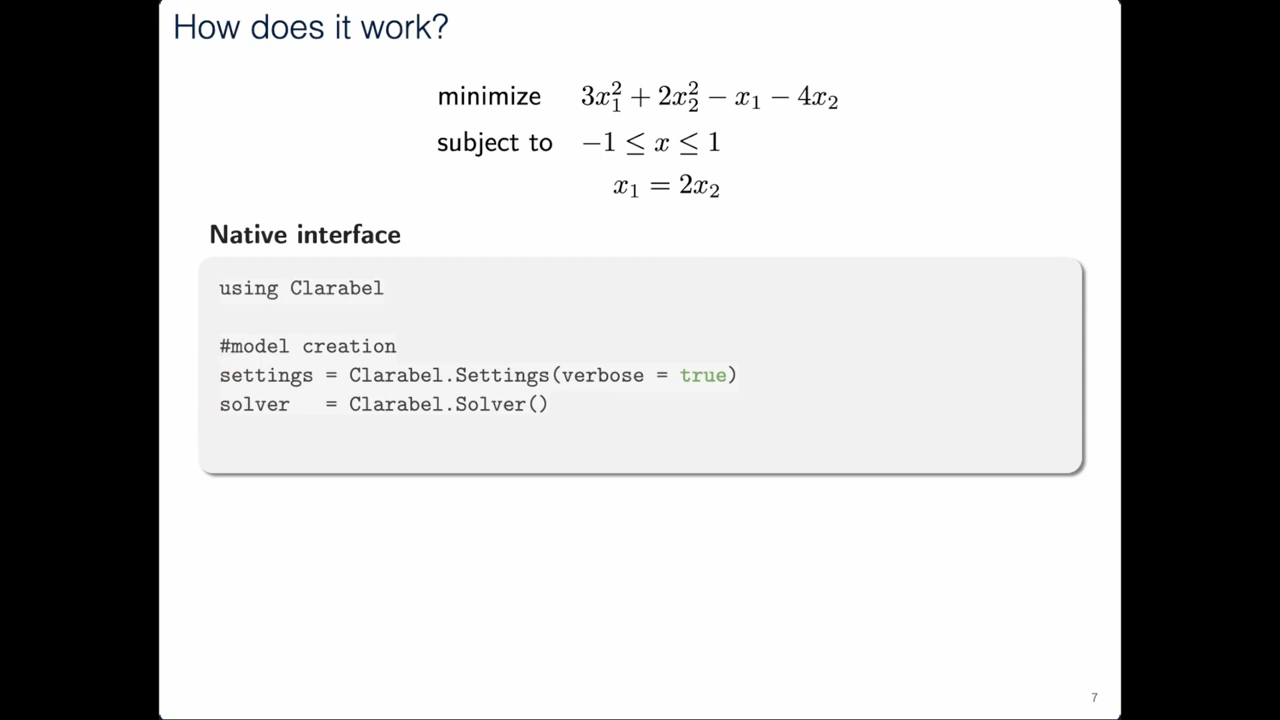 How does it work?
minimize 3x₁² + 2x₂² − x₁ − 4x₂
subject to −1 ≤ x ≤ 1
x₁ = 2x₂
Native interface
using Clarabel
#model creation
settings = Clarabel.Settings(verbose = true)
solver   = Clarabel.Solver()
7